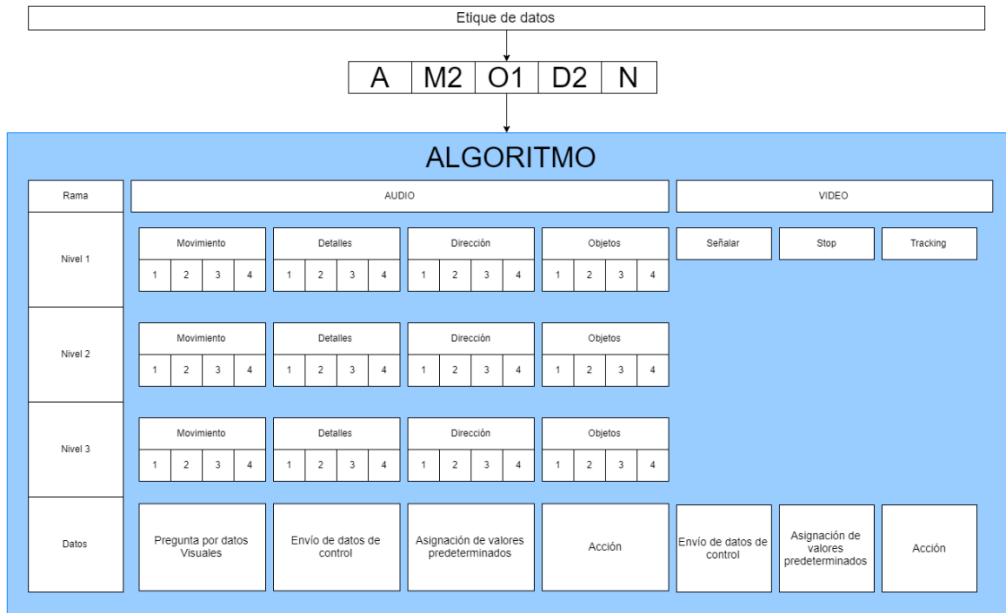 Etique de datos
A M2 O1 D2 N
ALGORITMO
Rama AUDIO VIDEO
Nivel 1
Movimiento Detalles Dirección Objetos Señalar Stop Tracking
1 2 3 4 1 2 3 4 1 2 3 4 1 2 3 4
Nivel 2
Movimiento Detalles Dirección Objetos
1 2 3 4 1 2 3 4 1 2 3 4 1 2 3 4
Nivel 3
Movimiento Detalles Dirección Objetos
1 2 3 4 1 2 3 4 1 2 3 4 1 2 3 4
Datos
Pregunta por datos
Visuales
Envío de datos de
control
Asignación de valores
predeterminados
Acción
Envío de datos de
control
Asignación de
valores
predeterminados
Acción